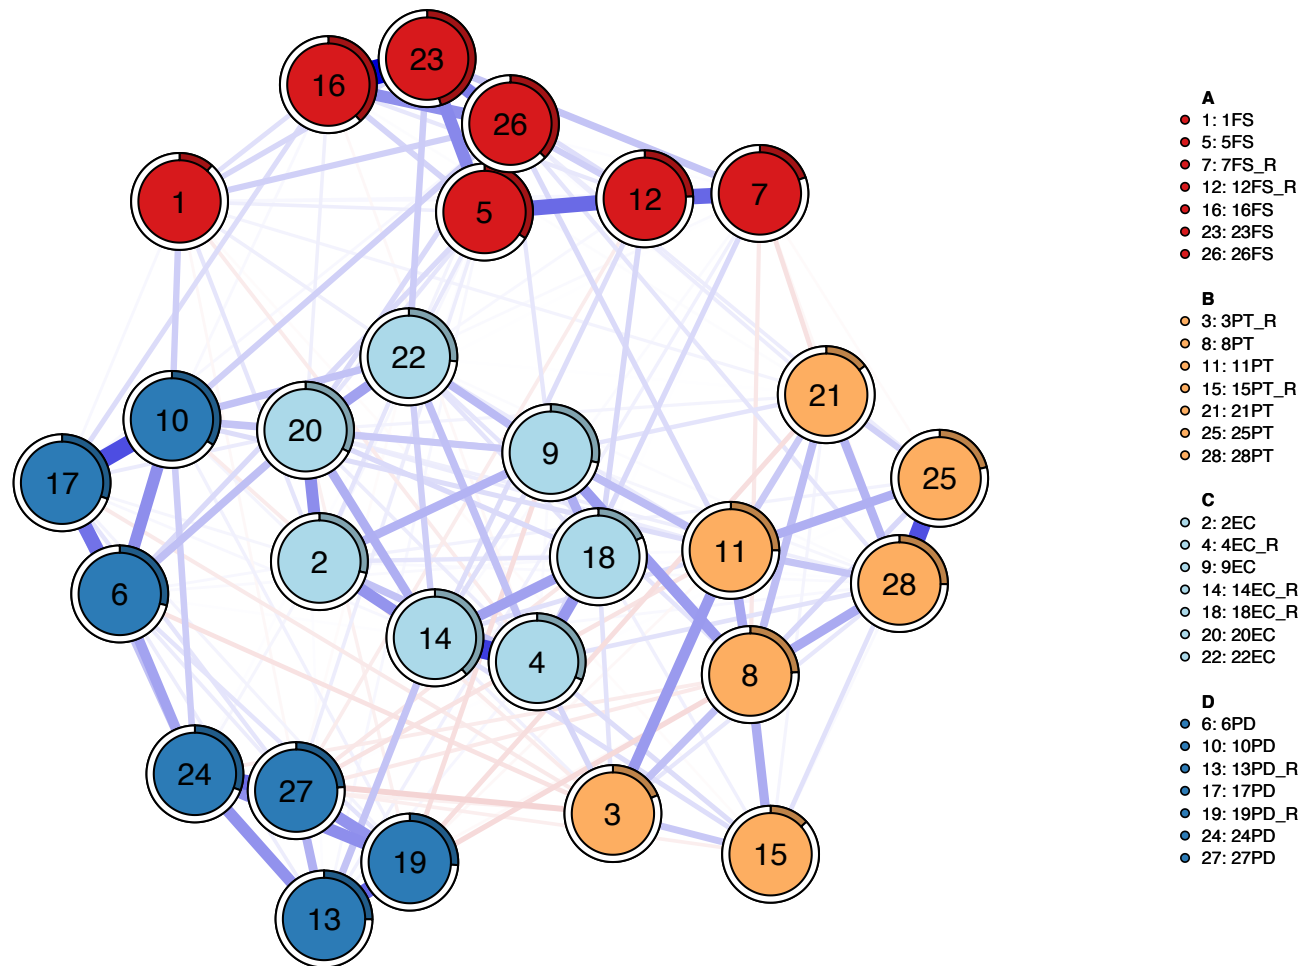 23
16
26
1
5
12
7
22
21
10
20
9
25
17
2
18
11
28
6
14
4
8
24
27
3
19
15
13
A
1: 1FS
5: 5FS
7: 7FS_R
12: 12FS_R
16: 16FS
23: 23FS
26: 26FS
B
3: 3PT_R
8: 8PT
11: 11PT
15: 15PT_R
21: 21PT
25: 25PT
28: 28PT
C
2: 2EC
4: 4EC_R
9: 9EC
14: 14EC_R
18: 18EC_R
20: 20EC
22: 22EC
D
6: 6PD
10: 10PD
13: 13PD_R
17: 17PD
19: 19PD_R
24: 24PD
27: 27PD